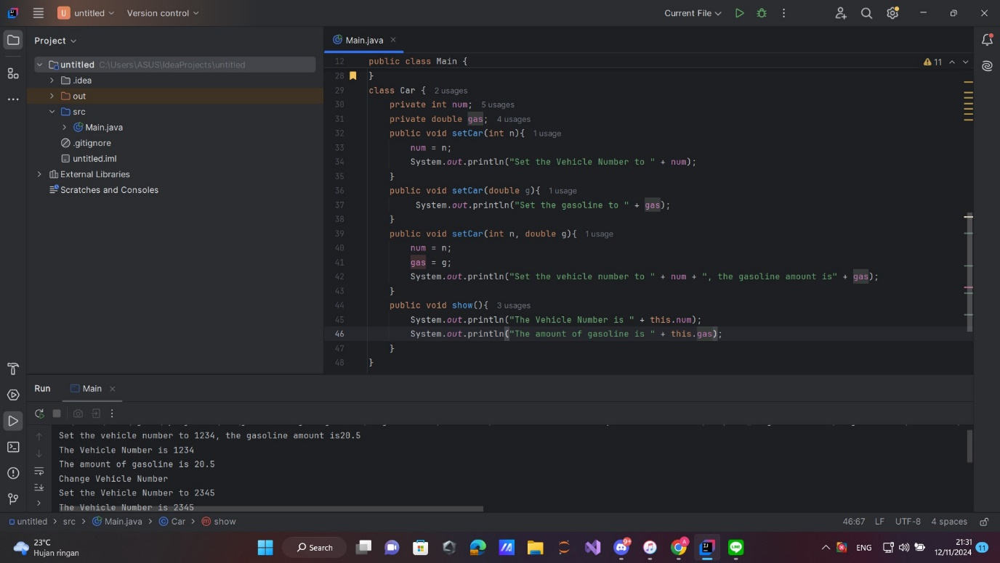 U untitled Version control Current File
Project
untitled C:\Users\ASUS\IdeaProjects\untitled
.idea
out
src
Main.java
.gitignore
untitled.iml
External Libraries
Scratches and Consoles
Main.java
12 public class Main { 11
28 }
29 class Car { 2 usages
30 private int num; 5 usages
31 private double gas; 4 usages
32 public void setCar(int n){ 1 usage
33 num = n;
34 System.out.println("Set the Vehicle Number to " + num);
35 }
36 public void setCar(double g){ 1 usage
37 System.out.println("Set the gasoline to " + gas);
38 }
39 public void setCar(int n, double g){ 1 usage
40 num = n;
41 gas = g;
42 System.out.println("Set the vehicle number to " + num + ", the gasoline amount is" + gas);
43 }
44 public void show(){ 3 usages
45 System.out.println("The Vehicle Number is " + this.num);
46 System.out.println("The amount of gasoline is " + this.gas);
47 }
48 }
Run Main
Set the vehicle number to 1234, the gasoline amount is20.5
The Vehicle Number is 1234
The amount of gasoline is 20.5
Change Vehicle Number
Set the Vehicle Number to 2345
The Vehicle Number is 2345
untitled > src > Main.java > Car > show 46:67 LF UTF-8 4 spaces
23°C
Hujan ringan
Search
ENG
21:31
12/11/2024
11